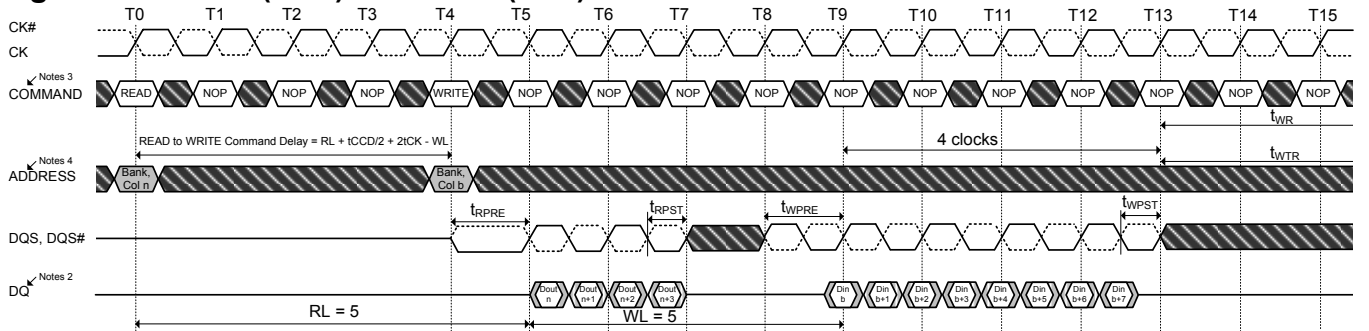 T0 T1 T2 T3 T4 T5 T6 T7 T8 T9 T10 T11 T12 T13 T14 T15
CK#
CK
Notes 3
COMMAND READ NOP NOP NOP WRITE NOP NOP NOP NOP NOP NOP NOP NOP NOP NOP NOP
tWR
READ to WRITE Command Delay = RL + tCCD/2 + 2tCK - WL
4 clocks
Notes 4
tWTR
ADDRESS Bank, Col n Bank, Col b
tRPRE tRPST tWPRE tWPST
DQS, DQS#
Notes 2
DQ Dout n Dout n+1 Dout n+2 Dout n+3 Din b Din b+1 Din b+2 Din b+3 Din b+4 Din b+5 Din b+6 Din b+7
RL = 5 WL = 5